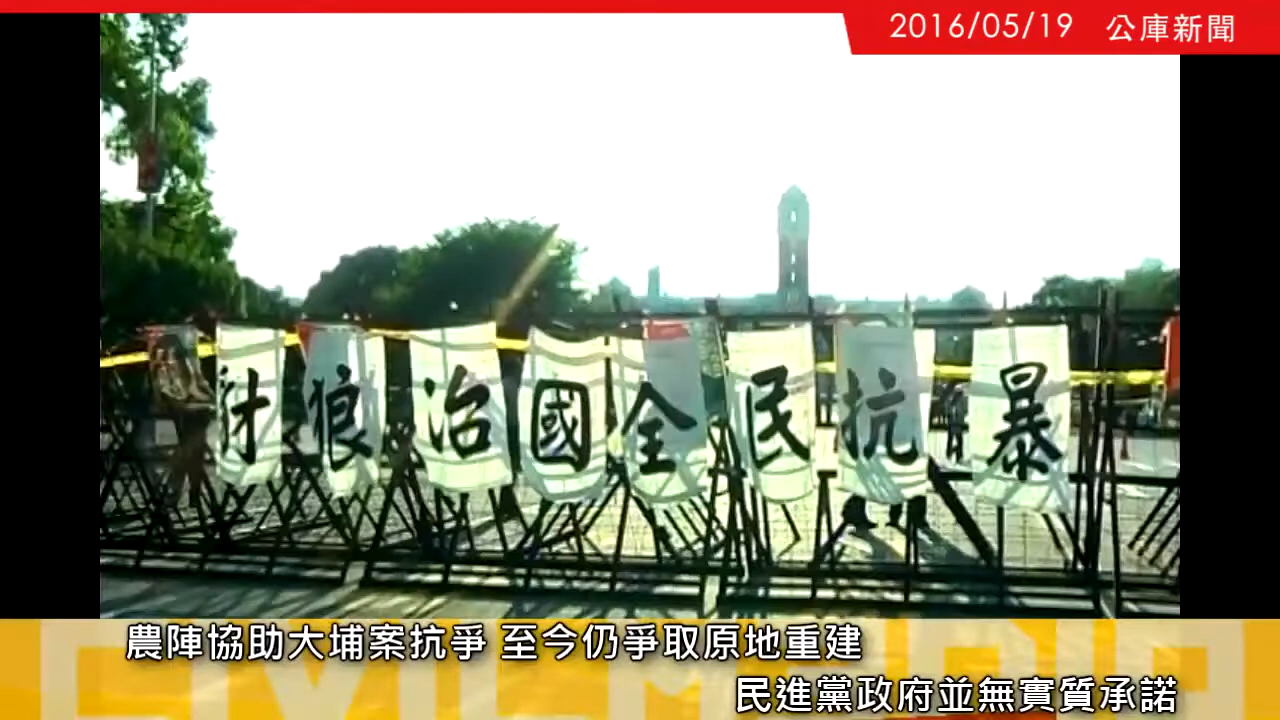 2016/05/19 公庫新聞
豺狼治國全民抗暴
農陣協助大埔案抗爭 至今仍爭取原地重建
民進黨政府並無實質承諾